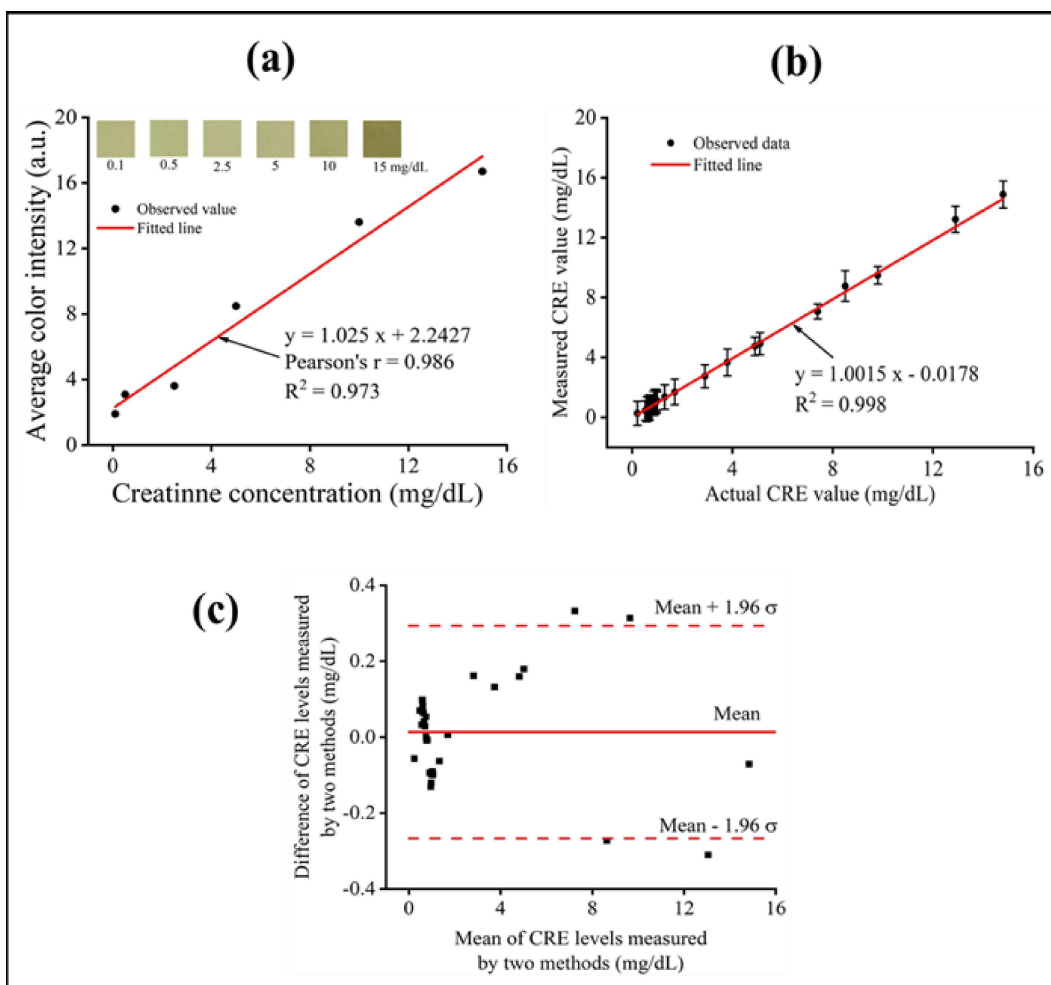 (a)
20
16
12
8
4
0
Average color intensity (a.u.)
0.1 0.5 2.5 5 10 15 mg/dL
Observed value
Fitted line
y = 1.025 x + 2.2427
Pearson's r = 0.986
R² = 0.973
0 4 8 12 16
Creatinne concentration (mg/dL)
(b)
20
16
12
8
4
0
Measured CRE value (mg/dL)
Observed data
Fitted line
y = 1.0015 x - 0.0178
R² = 0.998
0 4 8 12 16
Actual CRE value (mg/dL)
(c)
0.4
0.2
0.0
-0.2
-0.4
Difference of CRE levels measured
by two methods (mg/dL)
Mean + 1.96 σ
Mean
Mean - 1.96 σ
0 4 8 12 16
Mean of CRE levels measured
by two methods (mg/dL)